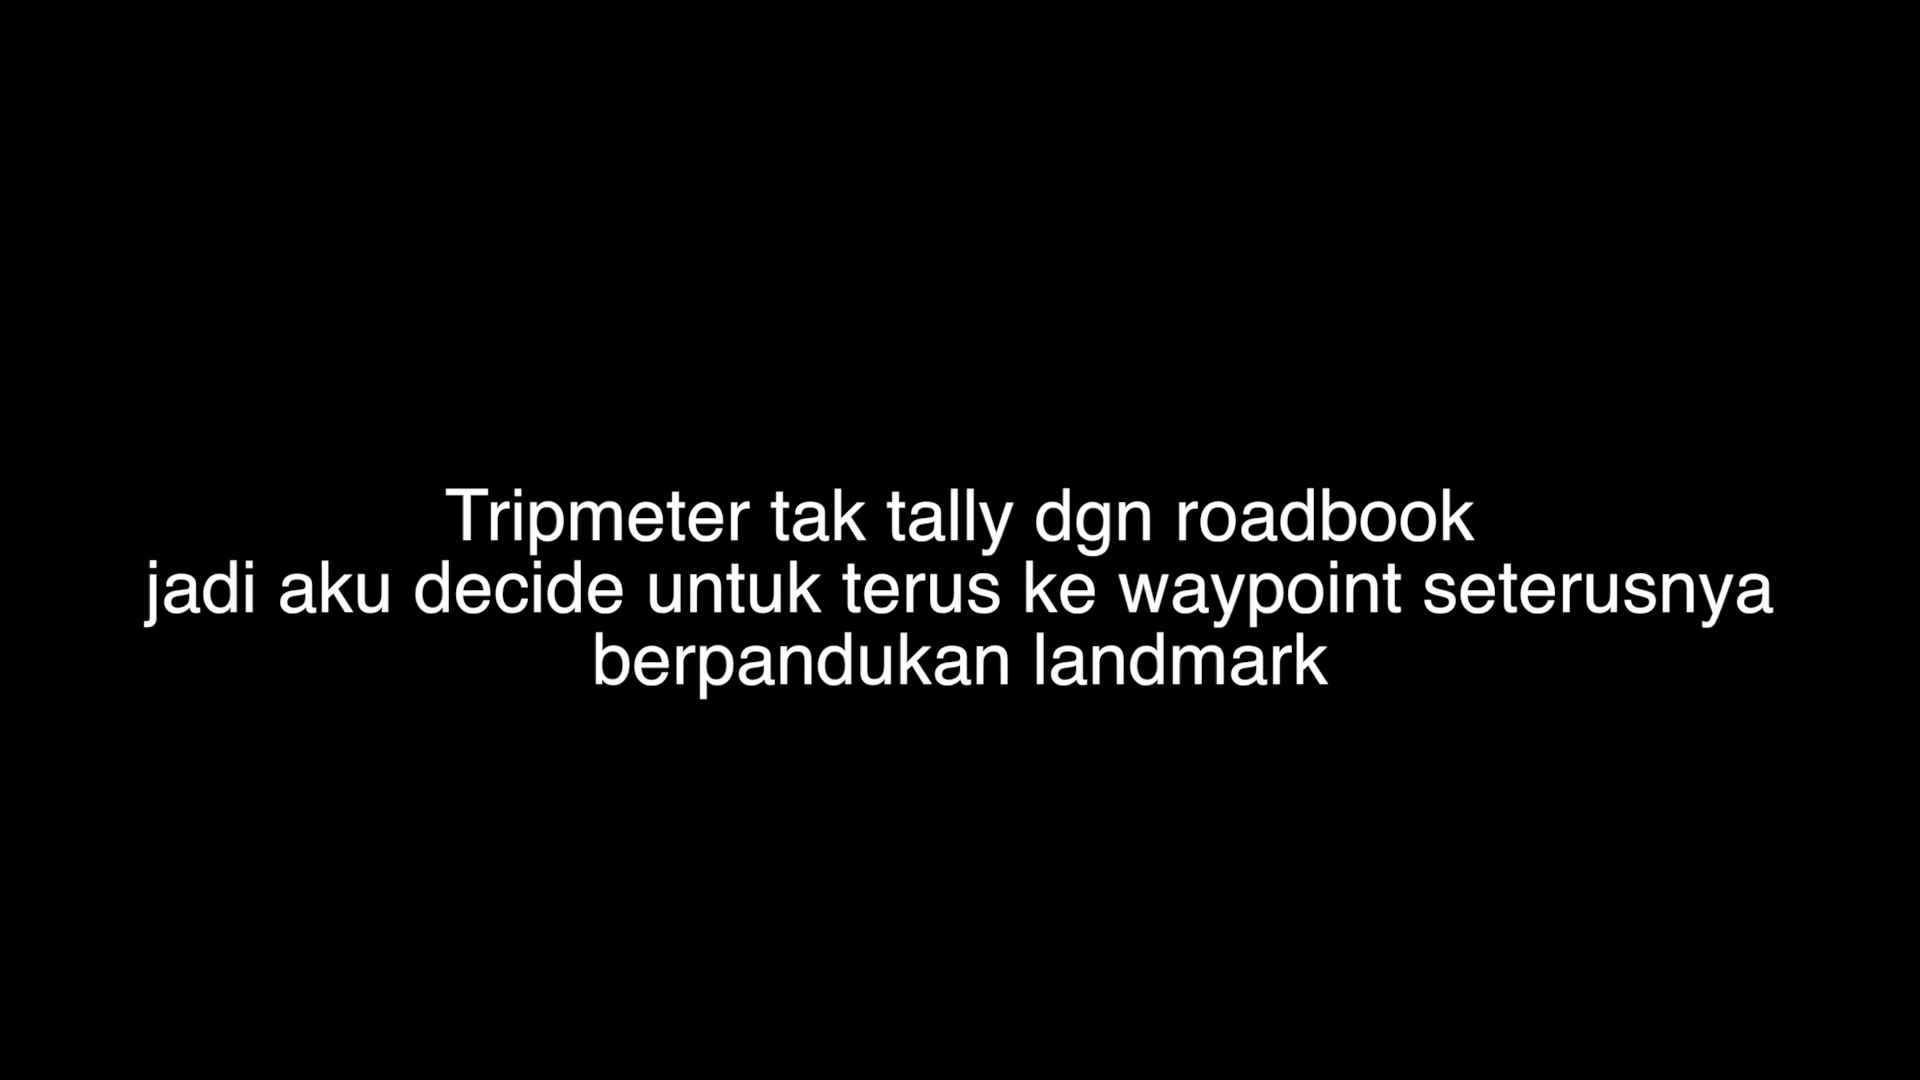 Tripmeter tak tally dgn roadbook
jadi aku decide untuk terus ke waypoint seterusnya
berpandukan landmark